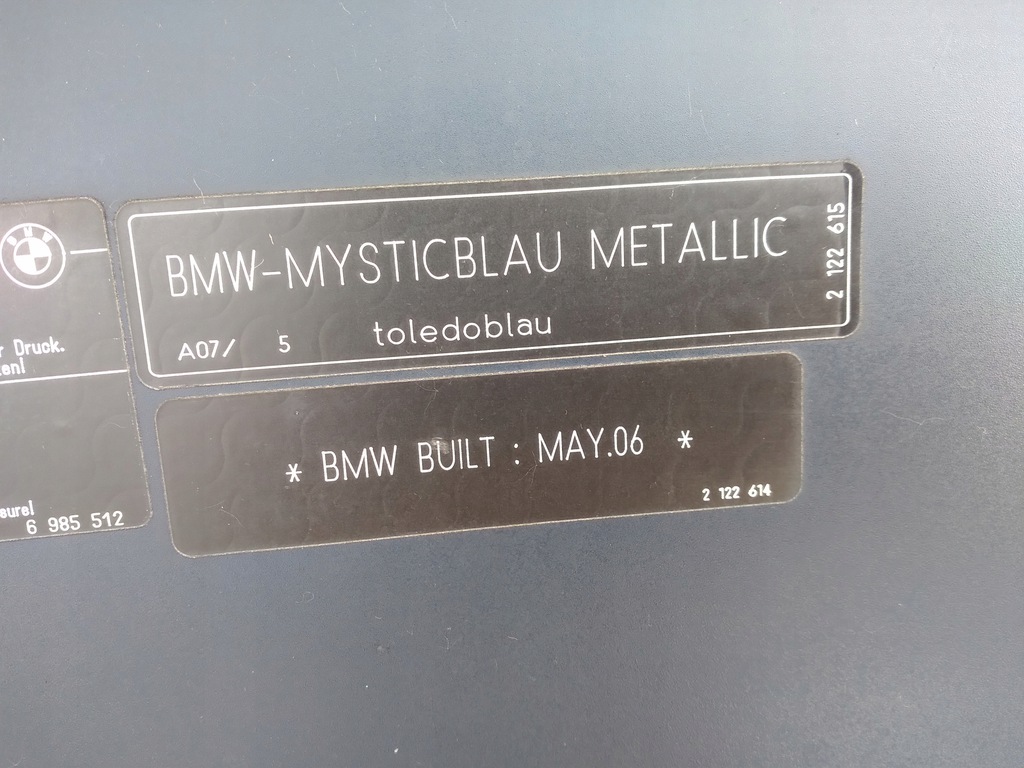 BMW
r Druck.
enl
eurel
6 985 512
BMW-MYSTICBLAU METALLIC
A07/ 5 toledoblau
2 122 615
* BMW BUILT : MAY.06 *
2 122 614